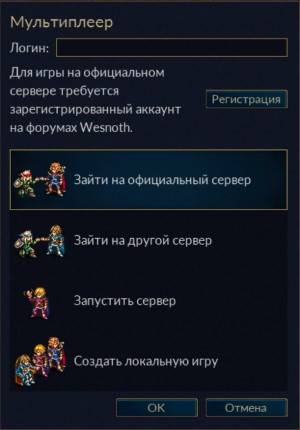 Мультиплеер
Логин:
Для игры на официальном
сервере требуется
зарегистрированный аккаунт
на форумах Wesnoth.
Регистрация
Зайти на официальный сервер
Зайти на другой сервер
Запустить сервер
Создать локальную игру
OK
Отмена